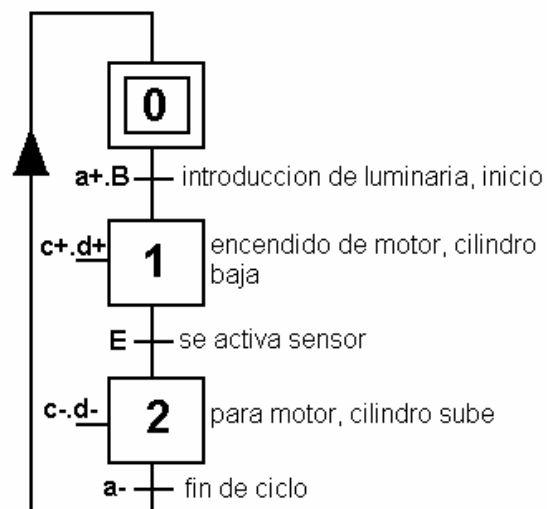 0
a+.B introduccion de luminaria, inicio
c+.d+ 1 encendido de motor, cilindro
baja
E se activa sensor
c-.d- 2 para motor, cilindro sube
a- fin de ciclo